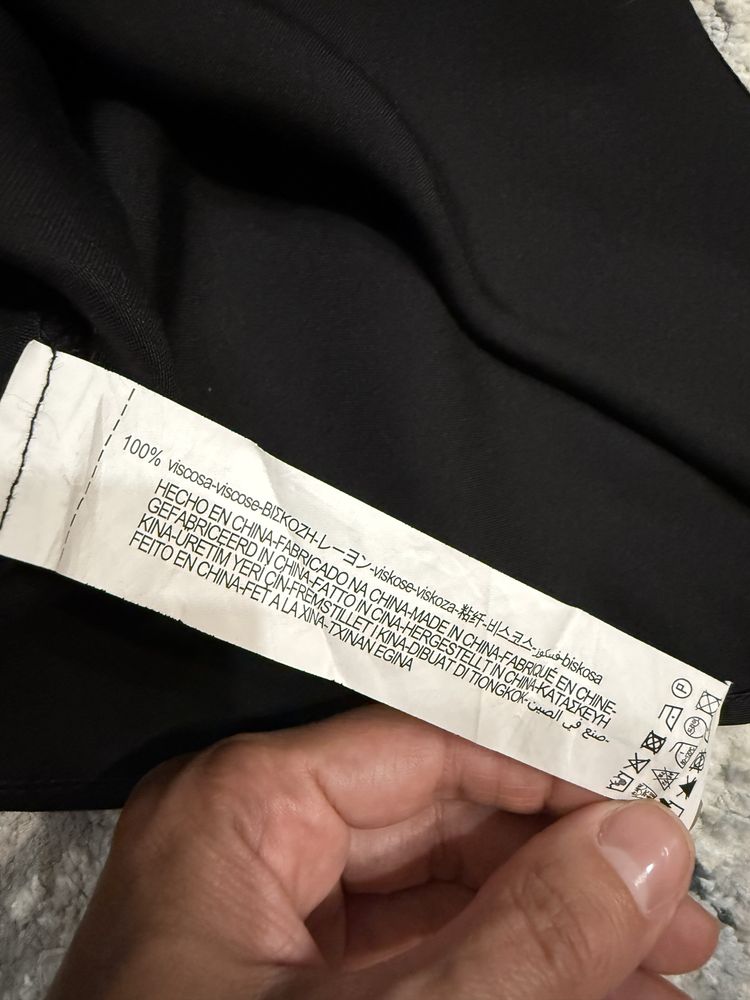 100% viscosa-viscose-ΒΙΣΚΟΖΗ-レーヨン-viskose-viskoza-粘纤-비스코스-فيسكوز-biskosa
HECHO EN CHINA-FABRICADO NA CHINA-MADE IN CHINA-FABRIQUÉ EN CHINE-
GEFABRICEERD IN CHINA-FATTO IN CINA-HERGESTELLT IN CHINA-ΚΑΤΑΣΚΕΥΗ
KINA-URETIM YERİ ÇIN-FREMSTILLET I KINA-DIBUAT DI TIONGKOK-صنع في الصين-
FEITO EN CHINA-FET A LA XINA-TXINAN EGINA
P